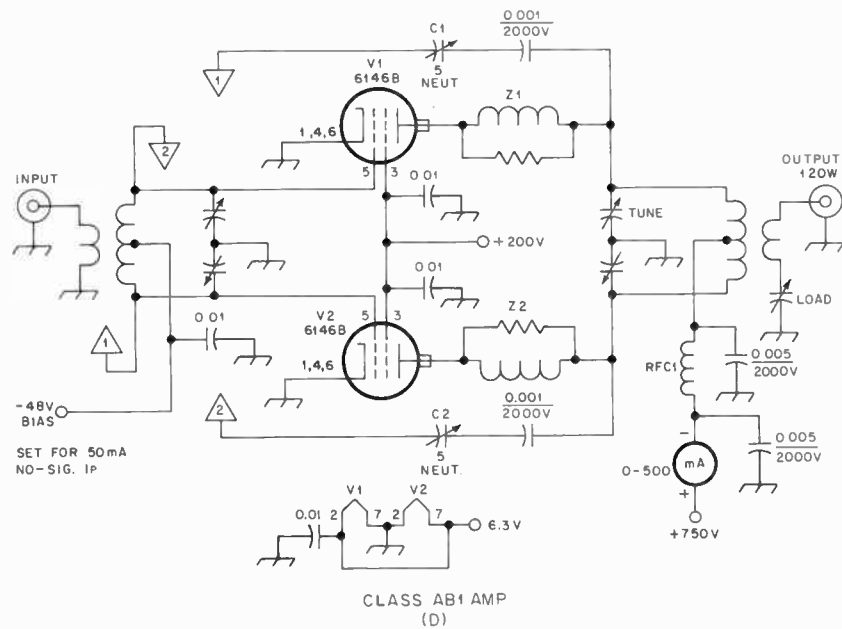 C1
5
NEUT
0.001
2000V
1
V1
6146B
Z1
2
1,4,6
5 3
0.01
INPUT
OUTPUT
120W
TUNE
+200V
0.01
V2
6146B
5 3
Z2
LOAD
1
0.01
1,4,6
RFC1
0.005
2000V
-48V
BIAS
2
C2
5
NEUT.
0.001
2000V
SET FOR 50mA
NO-SIG. IP
-
0-500
mA
+
0.005
2000V
+750V
V1 V2
0.01
2 7 2 7
6.3V
CLASS AB1 AMP
(D)